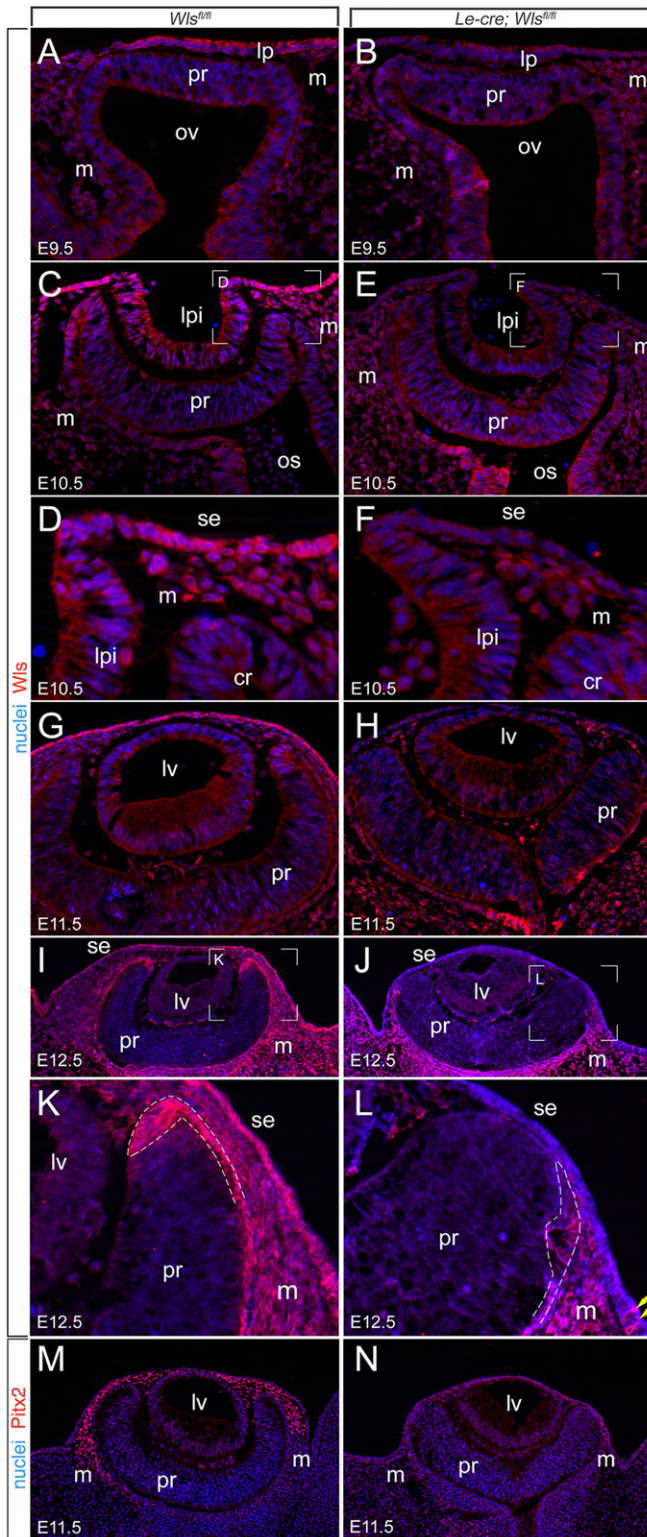 Wls^fl/fl
Le-cre; Wls^fl/fl
nuclei Wls
A
lp
pr
m
ov
m
E9.5
B
lp
m
pr
ov
m
E9.5
C
D
lpi
m
pr
m
os
E10.5
E
F
lpi
m
m
pr
os
E10.5
D
se
m
lpi
cr
E10.5
F
se
m
lpi
cr
E10.5
G
lv
pr
E11.5
H
lv
pr
E11.5
I
se
K
lv
pr
m
E12.5
J
se
L
lv
pr
m
E12.5
K
se
lv
pr
m
E12.5
L
se
pr
m
E12.5
nuclei Pitx2
M
lv
m
pr
m
E11.5
N
lv
m
pr
m
E11.5